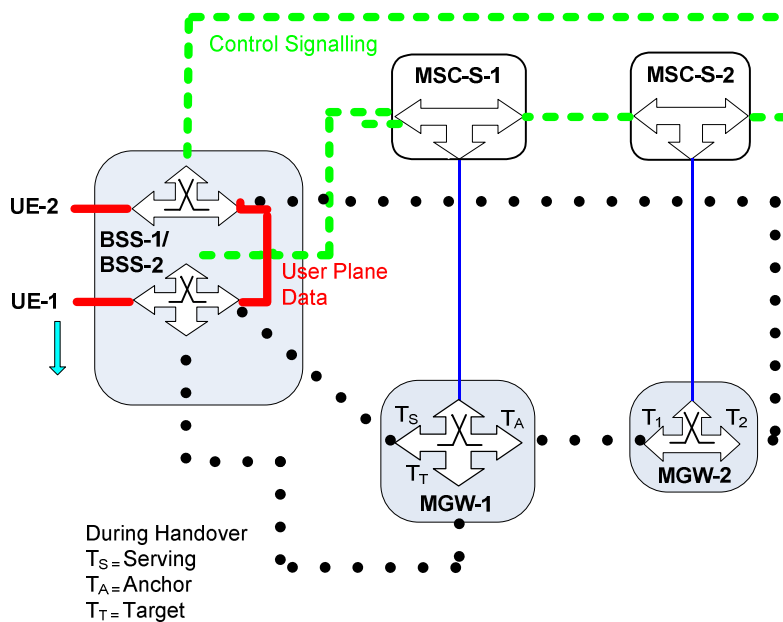 Control Signalling
MSC-S-1
MSC-S-2
UE-2
BSS-1/
BSS-2
User Plane
Data
UE-1
TS
TA
TT
MGW-1
T1
T2
MGW-2
During Handover
TS = Serving
TA = Anchor
TT = Target